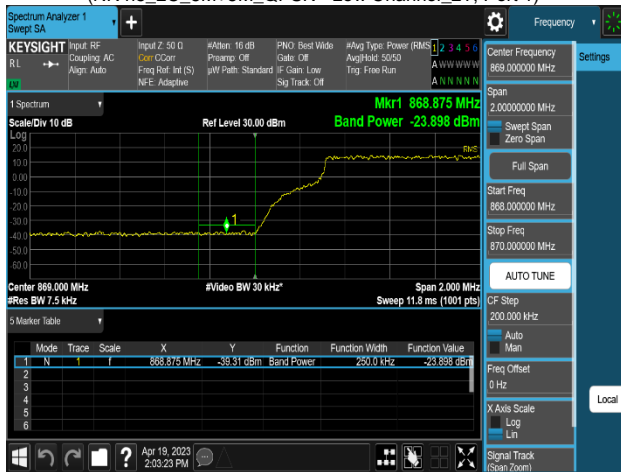 Spectrum Analyzer 1
Swept SA
Frequency
KEYSIGHT
Input: RF
Coupling: AC
Align: Auto
Input Z: 50 Ω
Corr CCorr
Freq Ref: Int (S)
NFE: Adaptive
#Atten: 16 dB
Preamp: Off
µW Path: Standard
PNO: Best Wide
Gate: Off
IF Gain: Low
Sig Track: Off
#Avg Type: Power (RMS
Avg|Hold: 50/50
Trig: Free Run
1 2 3 4 5 6
A W W W W W
A N N N N N
RL
1 Spectrum
Scale/Div 10 dB
Ref Level 30.00 dBm
Mkr1 868.875 MHz
Band Power -23.898 dBm
Log
20.0
10.0
0.00
-10.0
-20.0
-30.0
-40.0
-50.0
-60.0
RMS
1
Center 869.000 MHz
#Video BW 30 kHz*
Span 2.000 MHz
#Res BW 7.5 kHz
Sweep 11.8 ms (1001 pts)
5 Marker Table
Mode Trace Scale X Y Function Function Width Function Value
1 N 1 f 868.875 MHz -39.31 dBm Band Power 250.0 kHz -23.898 dBm
2
3
4
5
6
Apr 19, 2023
2:03:23 PM
Center Frequency
869.000000 MHz
Settings
Span
2.00000000 MHz
Swept Span
Zero Span
Full Span
Start Freq
868.000000 MHz
Stop Freq
870.000000 MHz
AUTO TUNE
CF Step
200.000 kHz
Auto
Man
Freq Offset
0 Hz
X Axis Scale
Log
Lin
Local
Signal Track
(Span Zoom)